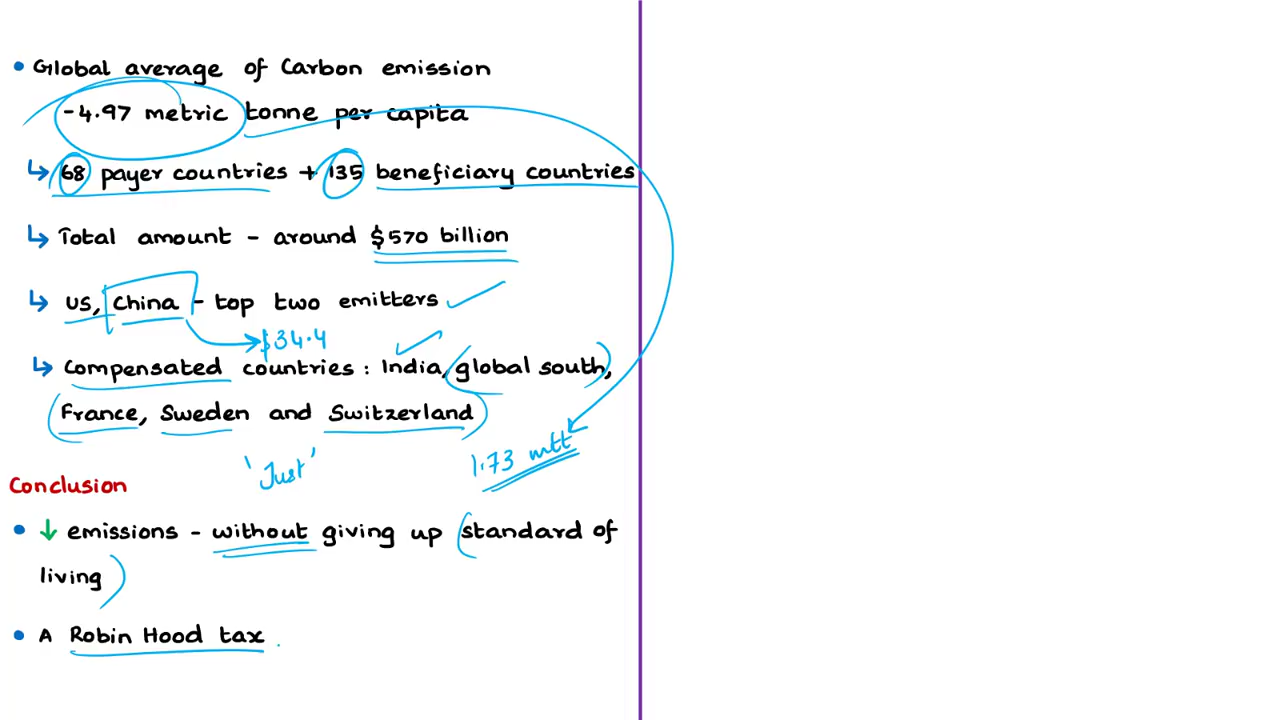 • Global average of Carbon emission
- 4.97 metric tonne per capita
↳ 68 payer countries + 135 beneficiary countries
↳ Total amount - around $570 billion
↳ US, China - top two emitters
$34.4
↳ Compensated countries : India, global south,
France, Sweden and Switzerland
1.73 mtt
'Just'
Conclusion
• ↓ emissions - without giving up standard of
living
• A Robin Hood tax